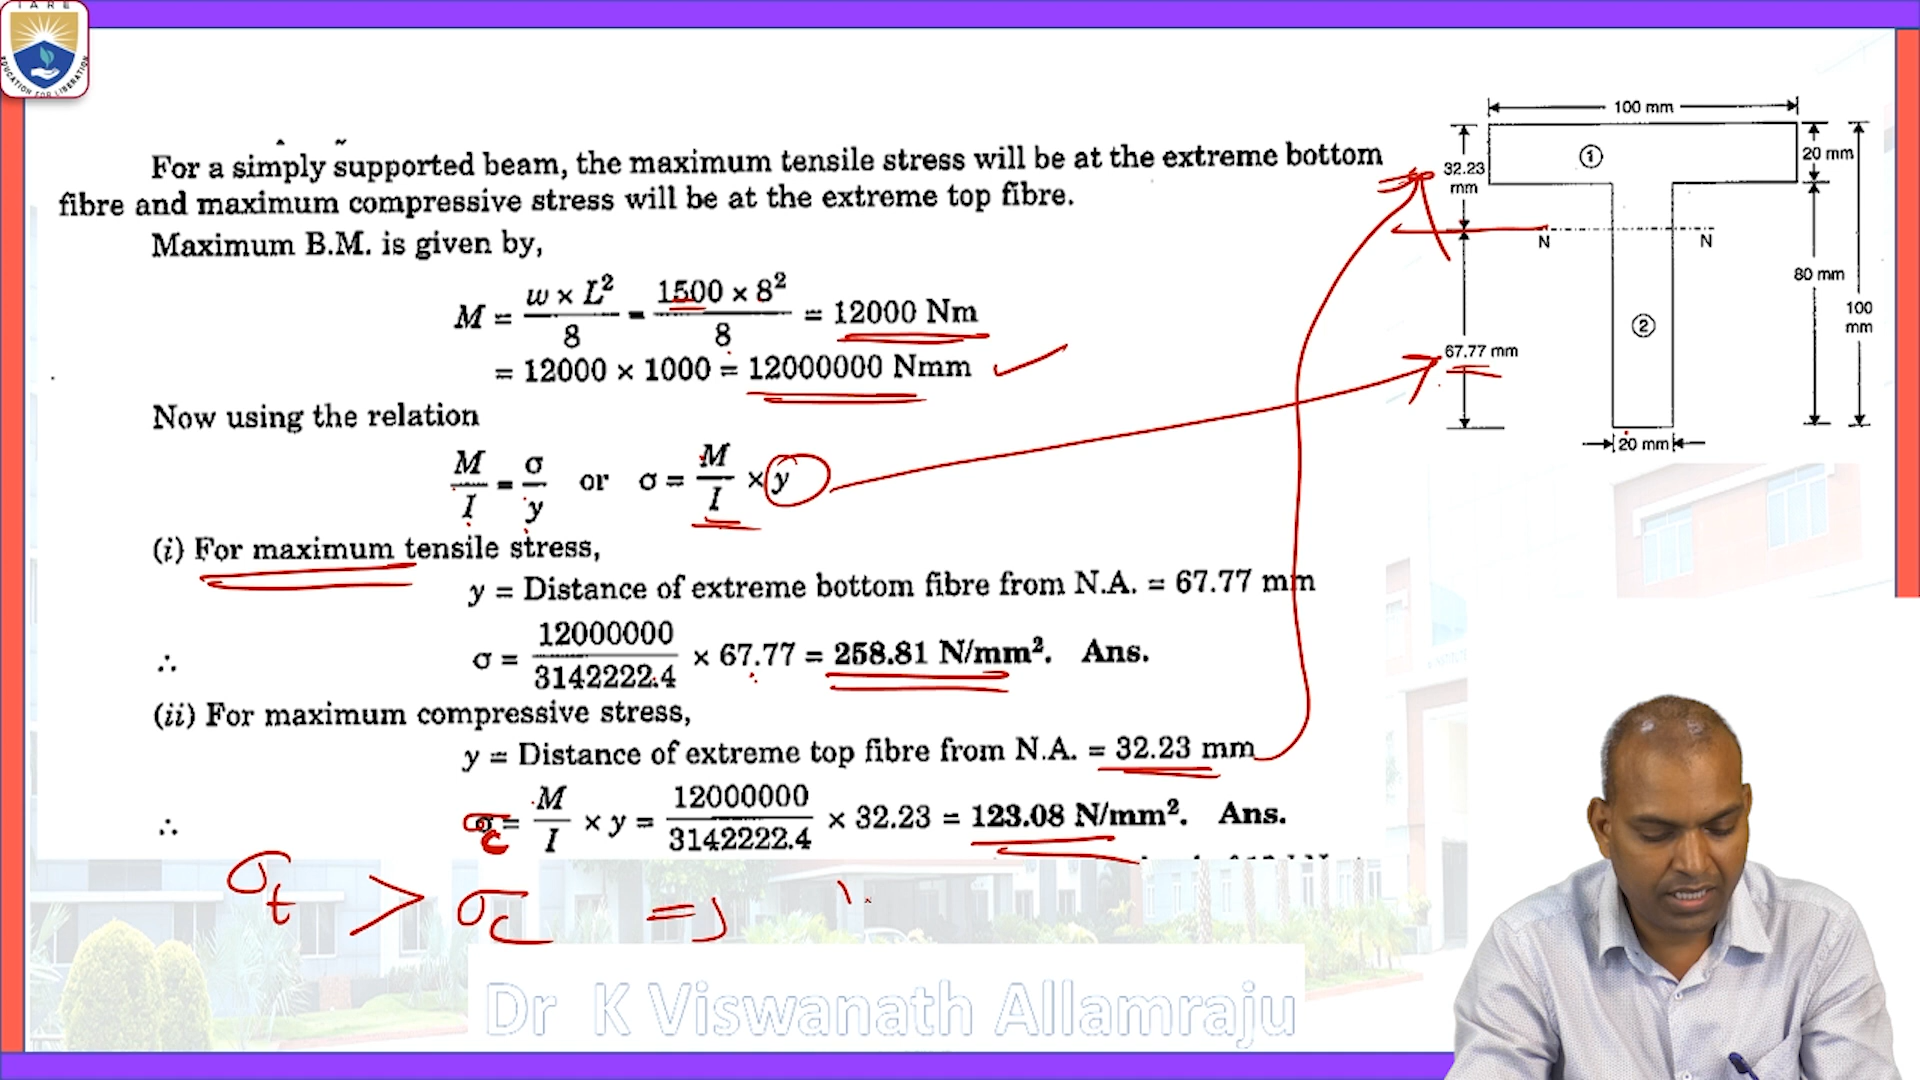 IARE
EDUCATION FOR LIBERATION
For a simply supported beam, the maximum tensile stress will be at the extreme bottom
fibre and maximum compressive stress will be at the extreme top fibre.
Maximum B.M. is given by,
M = w × L² / 8 = 1500 × 8² / 8 = 12000 Nm
= 12000 × 1000 = 12000000 Nmm
Now using the relation
M / I = σ / y or σ = M / I × y
(i) For maximum tensile stress,
y = Distance of extreme bottom fibre from N.A. = 67.77 mm
∴ σ = 12000000 / 3142222.4 × 67.77 = 258.81 N/mm². Ans.
(ii) For maximum compressive stress,
y = Distance of extreme top fibre from N.A. = 32.23 mm
∴ σc = M / I × y = 12000000 / 3142222.4 × 32.23 = 123.08 N/mm². Ans.
σt > σc =>
100 mm
①
20 mm
32.23
mm
N
N
80 mm
100
mm
②
67.77 mm
20 mm
Dr K Viswanath Allamraju